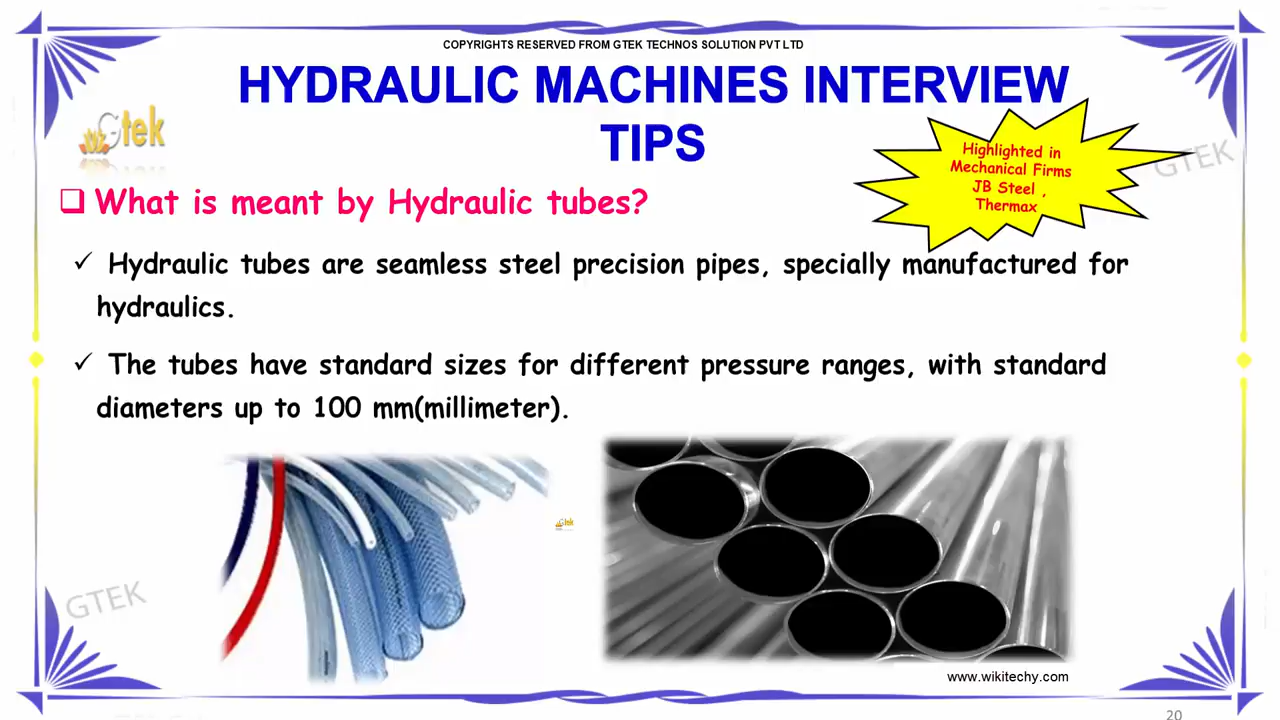 COPYRIGHTS RESERVED FROM GTEK TECHNOS SOLUTION PVT LTD
HYDRAULIC MACHINES INTERVIEW
TIPS
Gtek
Highlighted in
Mechanical Firms
JB Steel ,
Thermax
GTEK
What is meant by Hydraulic tubes?
Hydraulic tubes are seamless steel precision pipes, specially manufactured for
hydraulics.
The tubes have standard sizes for different pressure ranges, with standard
diameters up to 100 mm(millimeter).
Gtek
GTEK
www.wikitechy.com
20